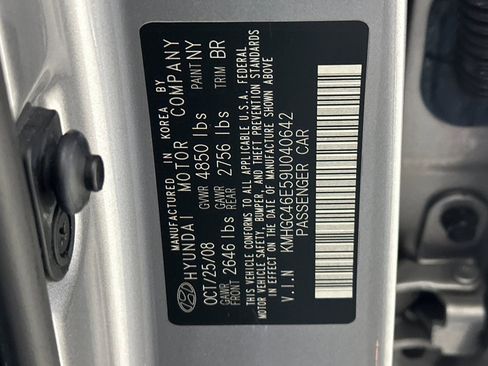 MANUFACTURED IN KOREA BY
HYUNDAI MOTOR COMPANY
OCT/25/08 GVWR 4850 lbs PAINT NY
GAWR FRONT 2646 lbs GAWR REAR 2756 lbs TRIM BR
THIS VEHICLE CONFORMS TO ALL APPLICABLE U.S.A. FEDERAL
MOTOR VEHICLE SAFETY, BUMPER, AND THEFT PREVENTION STANDARDS
IN EFFECT ON THE DATE OF MANUFACTURE SHOWN ABOVE
V.I.N KMHGC46E59U040642
PASSENGER CAR